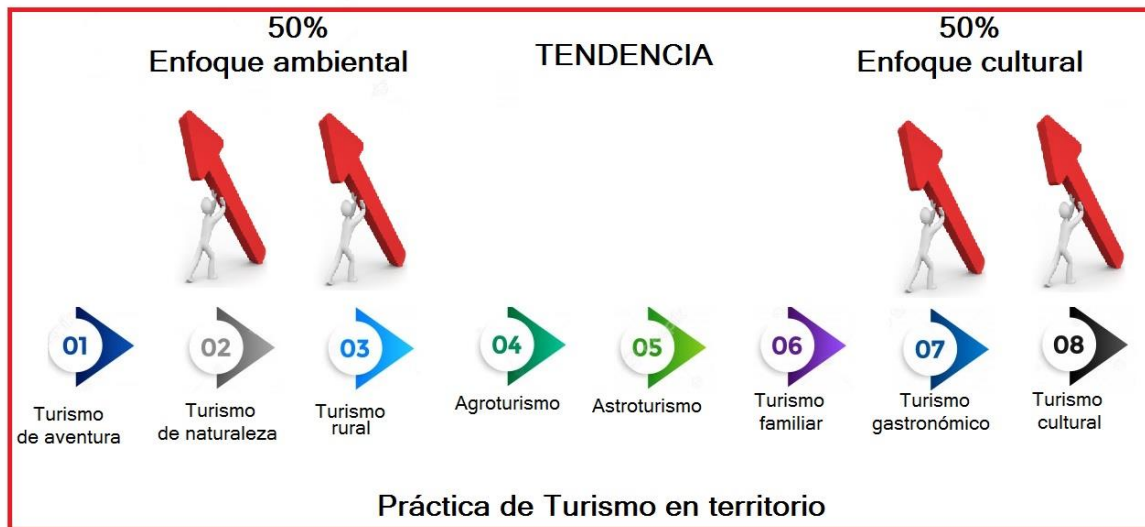 50%
Enfoque ambiental
TENDENCIA
50%
Enfoque cultural
01
02
03
04
05
06
07
08
Turismo
de aventura
Turismo
de naturaleza
Turismo
rural
Agroturismo
Astroturismo
Turismo
familiar
Turismo
gastronómico
Turismo
cultural
Práctica de Turismo en territorio